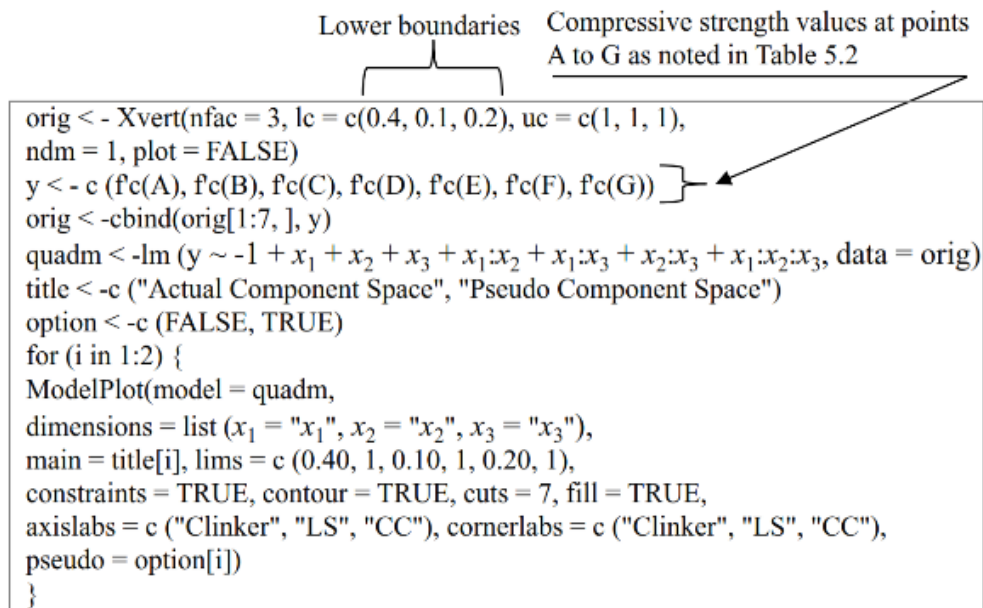 Lower boundaries
Compressive strength values at points
A to G as noted in Table 5.2
orig < - Xvert(nfac = 3, lc = c(0.4, 0.1, 0.2), uc = c(1, 1, 1),
ndm = 1, plot = FALSE)
y < - c (f'c(A), f'c(B), f'c(C), f'c(D), f'c(E), f'c(F), f'c(G))
orig < -cbind(orig[1:7, ], y)
quadm < -lm (y ~ -1 + x₁ + x₂ + x₃ + x₁:x₂ + x₁:x₃ + x₂:x₃ + x₁:x₂:x₃, data = orig)
title < -c ("Actual Component Space", "Pseudo Component Space")
option < -c (FALSE, TRUE)
for (i in 1:2) {
ModelPlot(model = quadm,
dimensions = list (x₁ = "x₁", x₂ = "x₂", x₃ = "x₃"),
main = title[i], lims = c (0.40, 1, 0.10, 1, 0.20, 1),
constraints = TRUE, contour = TRUE, cuts = 7, fill = TRUE,
axislabs = c ("Clinker", "LS", "CC"), cornerlabs = c ("Clinker", "LS", "CC"),
pseudo = option[i])
}